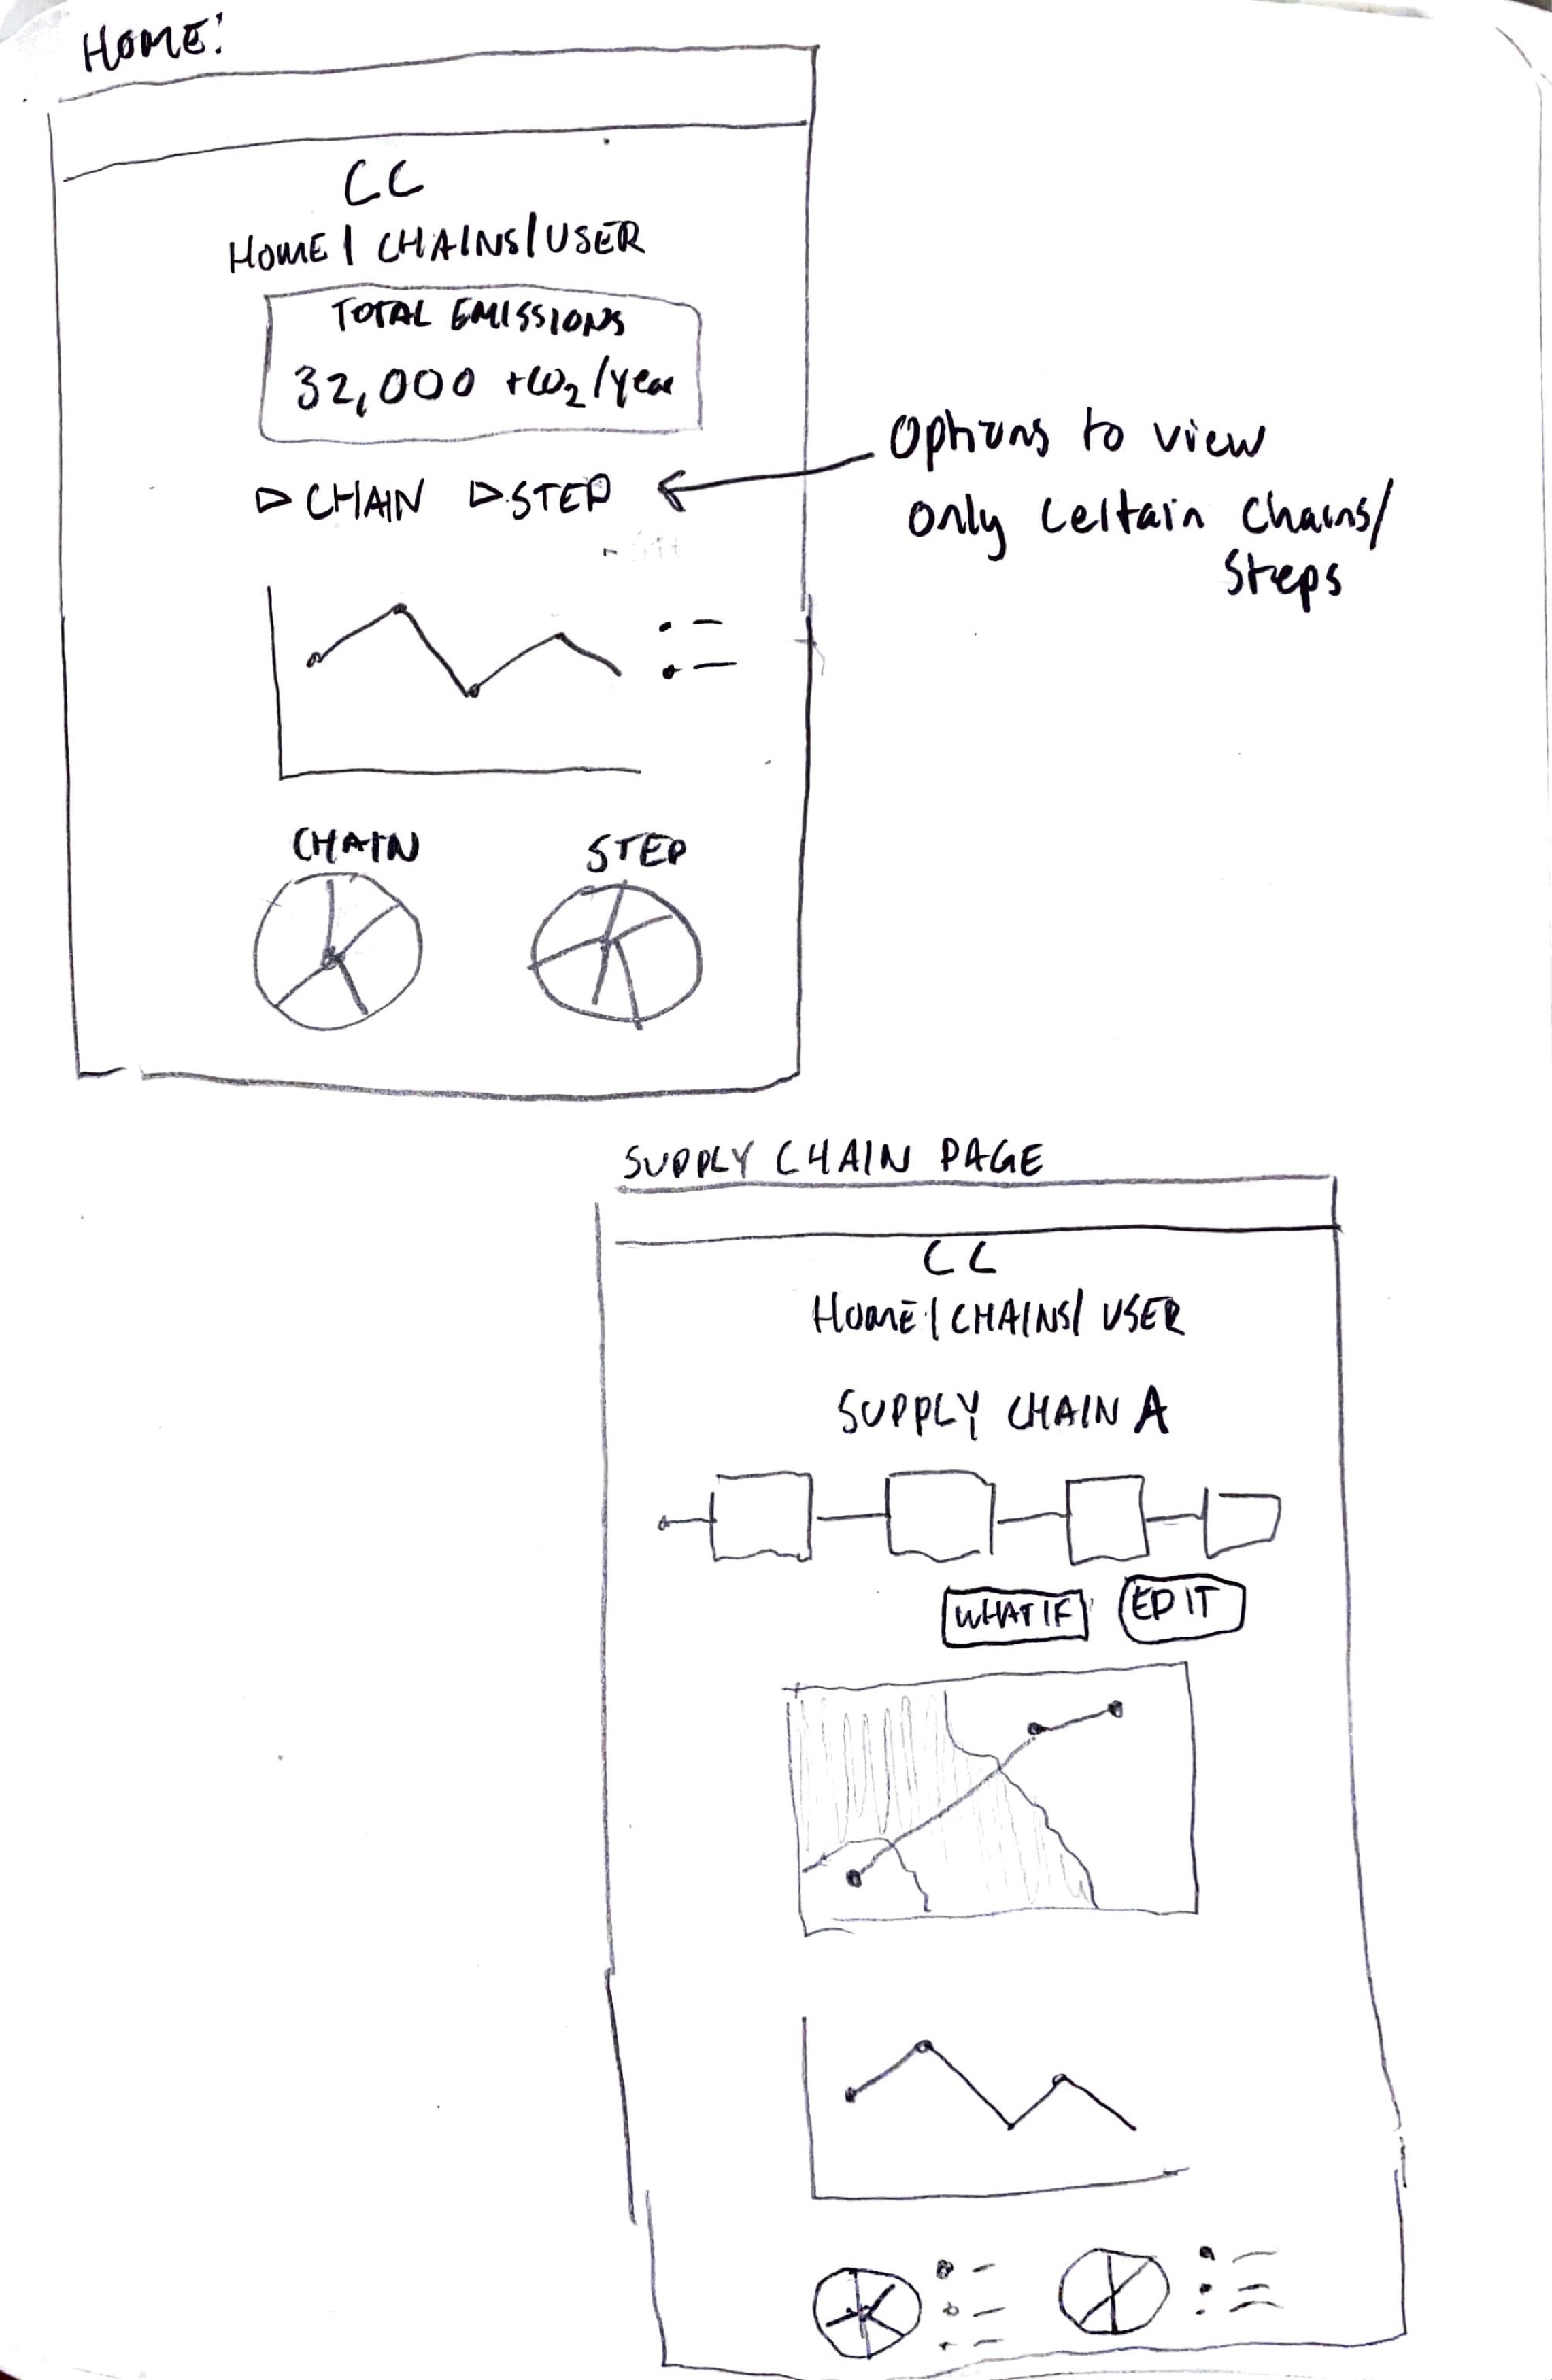 HOME:
CC
HOME | CHAINS/USER
TOTAL EMISSIONS
32,000 tCO2/year
▷ CHAIN ▷ STEP
Options to view
only certain chains/
steps
CHAIN STEP
SUPPLY CHAIN PAGE
CC
HOME | CHAINS/ USER
SUPPLY CHAIN A
WHAT IF EDIT